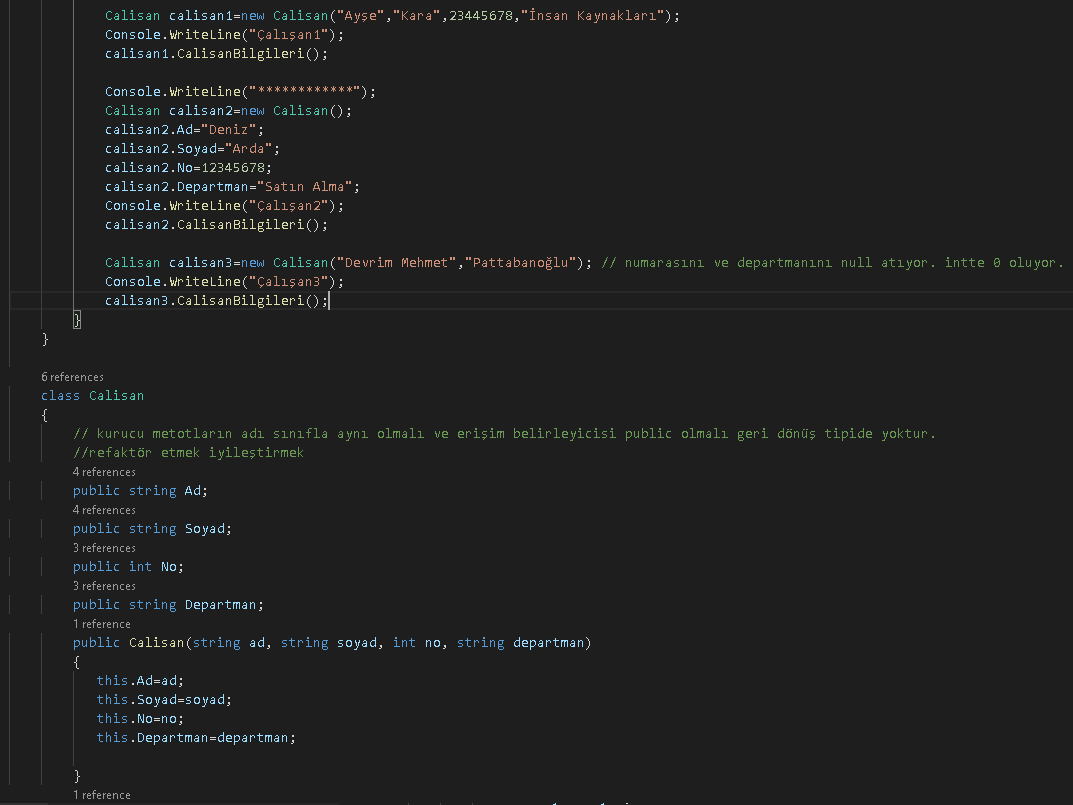 Calisan calisan1=new Calisan("Ayşe","Kara",23445678,"İnsan Kaynakları");
Console.WriteLine("Çalışan1");
calisan1.CalisanBilgileri();
Console.WriteLine("************");
Calisan calisan2=new Calisan();
calisan2.Ad="Deniz";
calisan2.Soyad="Arda";
calisan2.No=12345678;
calisan2.Departman="Satın Alma";
Console.WriteLine("Çalışan2");
calisan2.CalisanBilgileri();
Calisan calisan3=new Calisan("Devrim Mehmet","Pattabanoğlu"); // numarasını ve departmanını null atıyor. intte 0 oluyor.
Console.WriteLine("Çalışan3");
calisan3.CalisanBilgileri();
}
}
6 references
class Calisan
{
// kurucu metotların adı sınıfla aynı olmalı ve erişim belirleyicisi public olmalı geri dönüş tipide yoktur.
//refaktör etmek iyileştirmek
4 references
public string Ad;
4 references
public string Soyad;
3 references
public int No;
3 references
public string Departman;
1 reference
public Calisan(string ad, string soyad, int no, string departman)
{
this.Ad=ad;
this.Soyad=soyad;
this.No=no;
this.Departman=departman;
}
1 reference